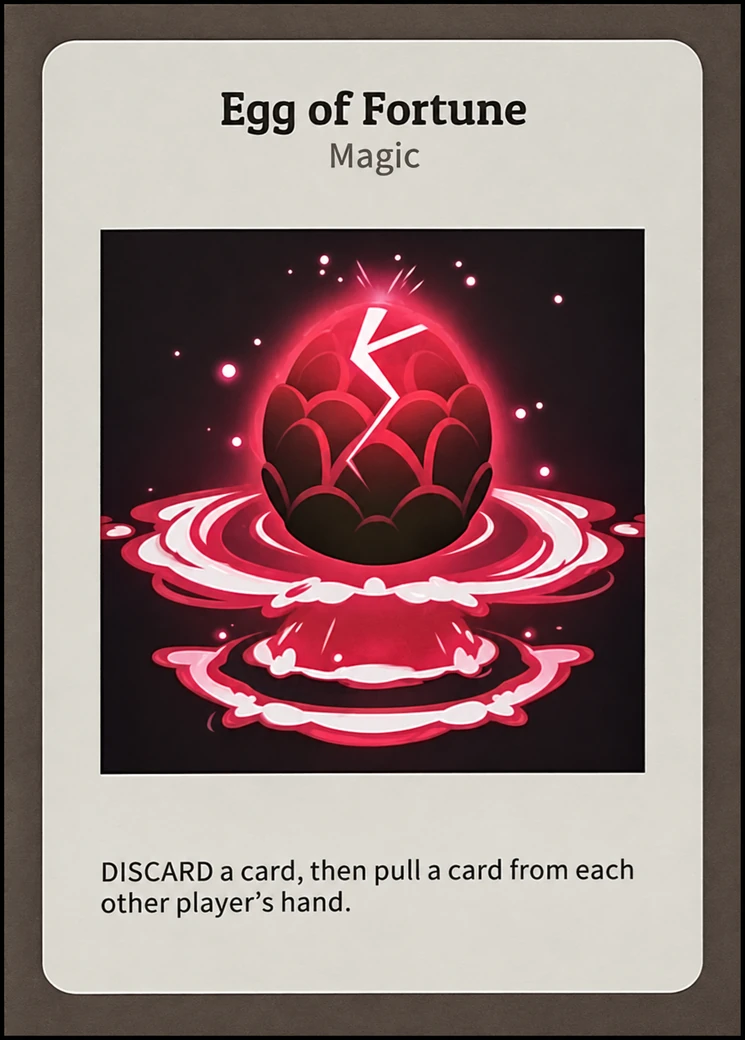 Egg of Fortune
Magic
DISCARD a card, then pull a card from each
other player’s hand.